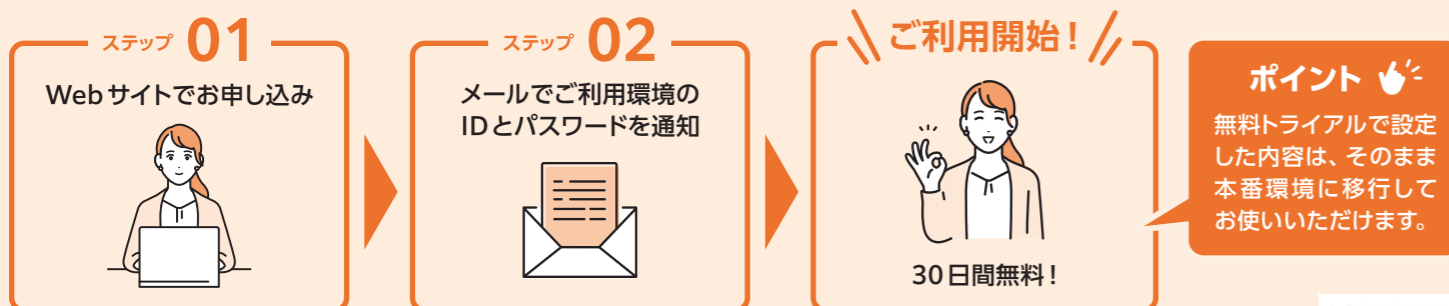 ステップ 01
Webサイトでお申し込み
ステップ 02
メールでご利用環境の
IDとパスワードを通知
ご利用開始！
30日間無料！
ポイント
無料トライアルで設定
した内容は、そのまま
本番環境に移行して
お使いいただけます。